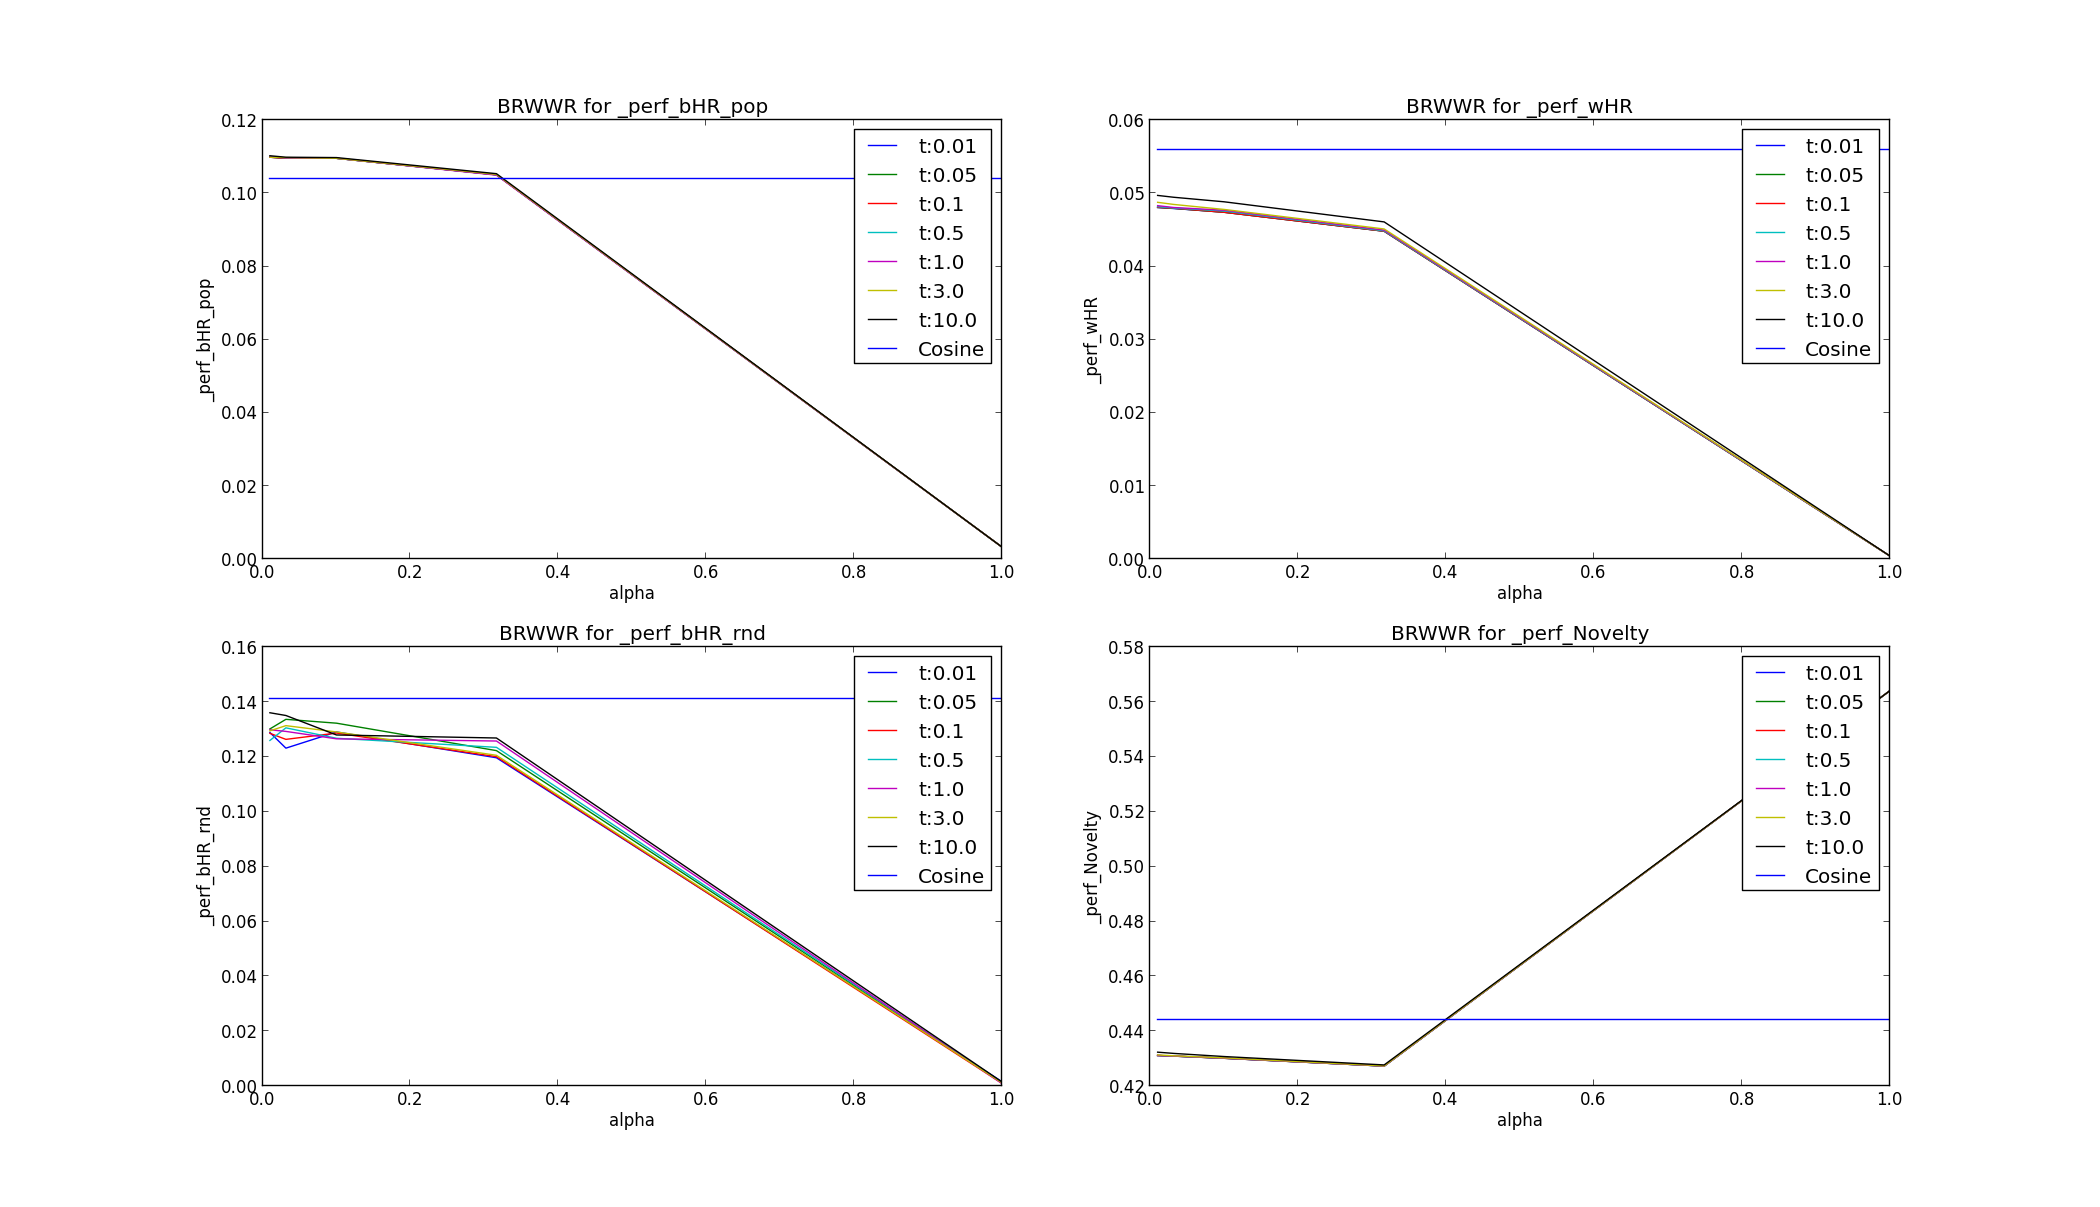 BRWWR for _perf_bHR_pop
0.12
0.10
0.08
0.06
0.04
0.02
0.00
_perf_bHR_pop
t:0.01
t:0.05
t:0.1
t:0.5
t:1.0
t:3.0
t:10.0
Cosine
0.0 0.2 0.4 0.6 0.8 1.0
alpha
BRWWR for _perf_wHR
0.06
0.05
0.04
0.03
0.02
0.01
0.00
_perf_wHR
t:0.01
t:0.05
t:0.1
t:0.5
t:1.0
t:3.0
t:10.0
Cosine
0.0 0.2 0.4 0.6 0.8 1.0
alpha
BRWWR for _perf_bHR_rnd
0.16
0.14
0.12
0.10
0.08
0.06
0.04
0.02
0.00
_perf_bHR_rnd
t:0.01
t:0.05
t:0.1
t:0.5
t:1.0
t:3.0
t:10.0
Cosine
0.0 0.2 0.4 0.6 0.8 1.0
alpha
BRWWR for _perf_Novelty
0.58
0.56
0.54
0.52
0.50
0.48
0.46
0.44
0.42
_perf_Novelty
t:0.01
t:0.05
t:0.1
t:0.5
t:1.0
t:3.0
t:10.0
Cosine
0.0 0.2 0.4 0.6 0.8 1.0
alpha